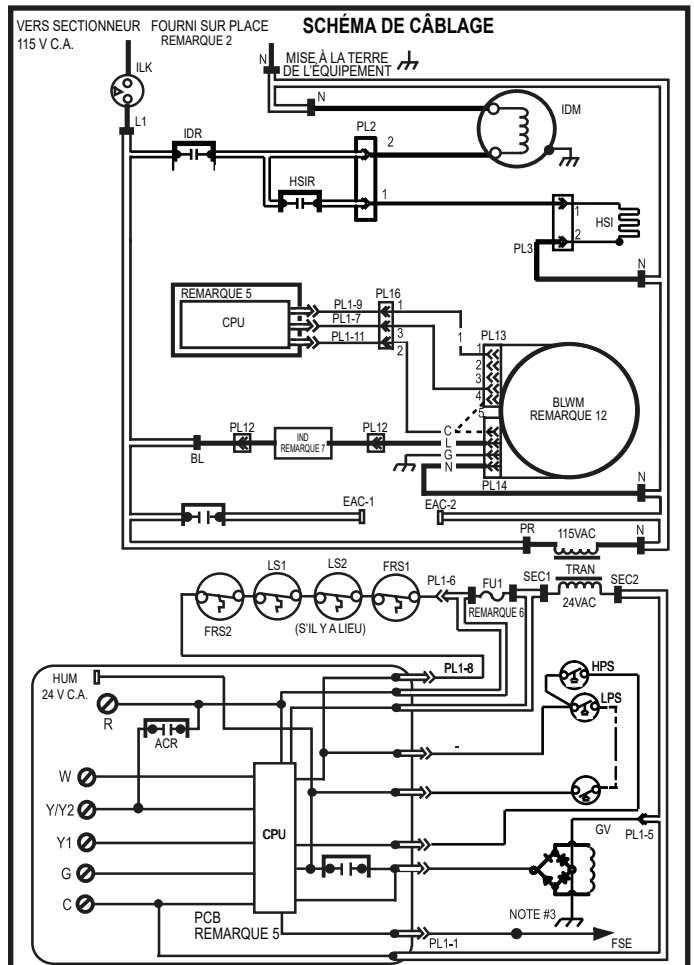 VERS SECTIONNEUR
115 V C.A.
FOURNI SUR PLACE
REMARQUE 2
SCHÉMA DE CÂBLAGE
N
MISE À LA TERRE
DE L'ÉQUIPEMENT
ILK
N
IDM
L1
IDR
PL2
2
HSIR
1
1
HSI
2
PL3
N
REMARQUE 5
CPU
PL1-9
PL1-7
PL1-11
PL16
1
3
2
1
PL13
1
2
3
4
5
BLWM
REMARQUE 12
C
L
G
N
PL14
BL
PL12
IND
REMARQUE 7
PL12
N
EAC-1
EAC-2
PR
115VAC
N
TRAN
24VAC
SEC1
SEC2
FRS2
LS1
LS2
(S'IL Y A LIEU)
FRS1
PL1-6
FU1
REMARQUE 6
PL1-8
HUM
24 V C.A.
R
ACR
W
Y/Y2
Y1
G
C
CPU
PCB
REMARQUE 5
HPS
LPS
-
GV
PL1-5
NOTE #3
PL1-1
FSE